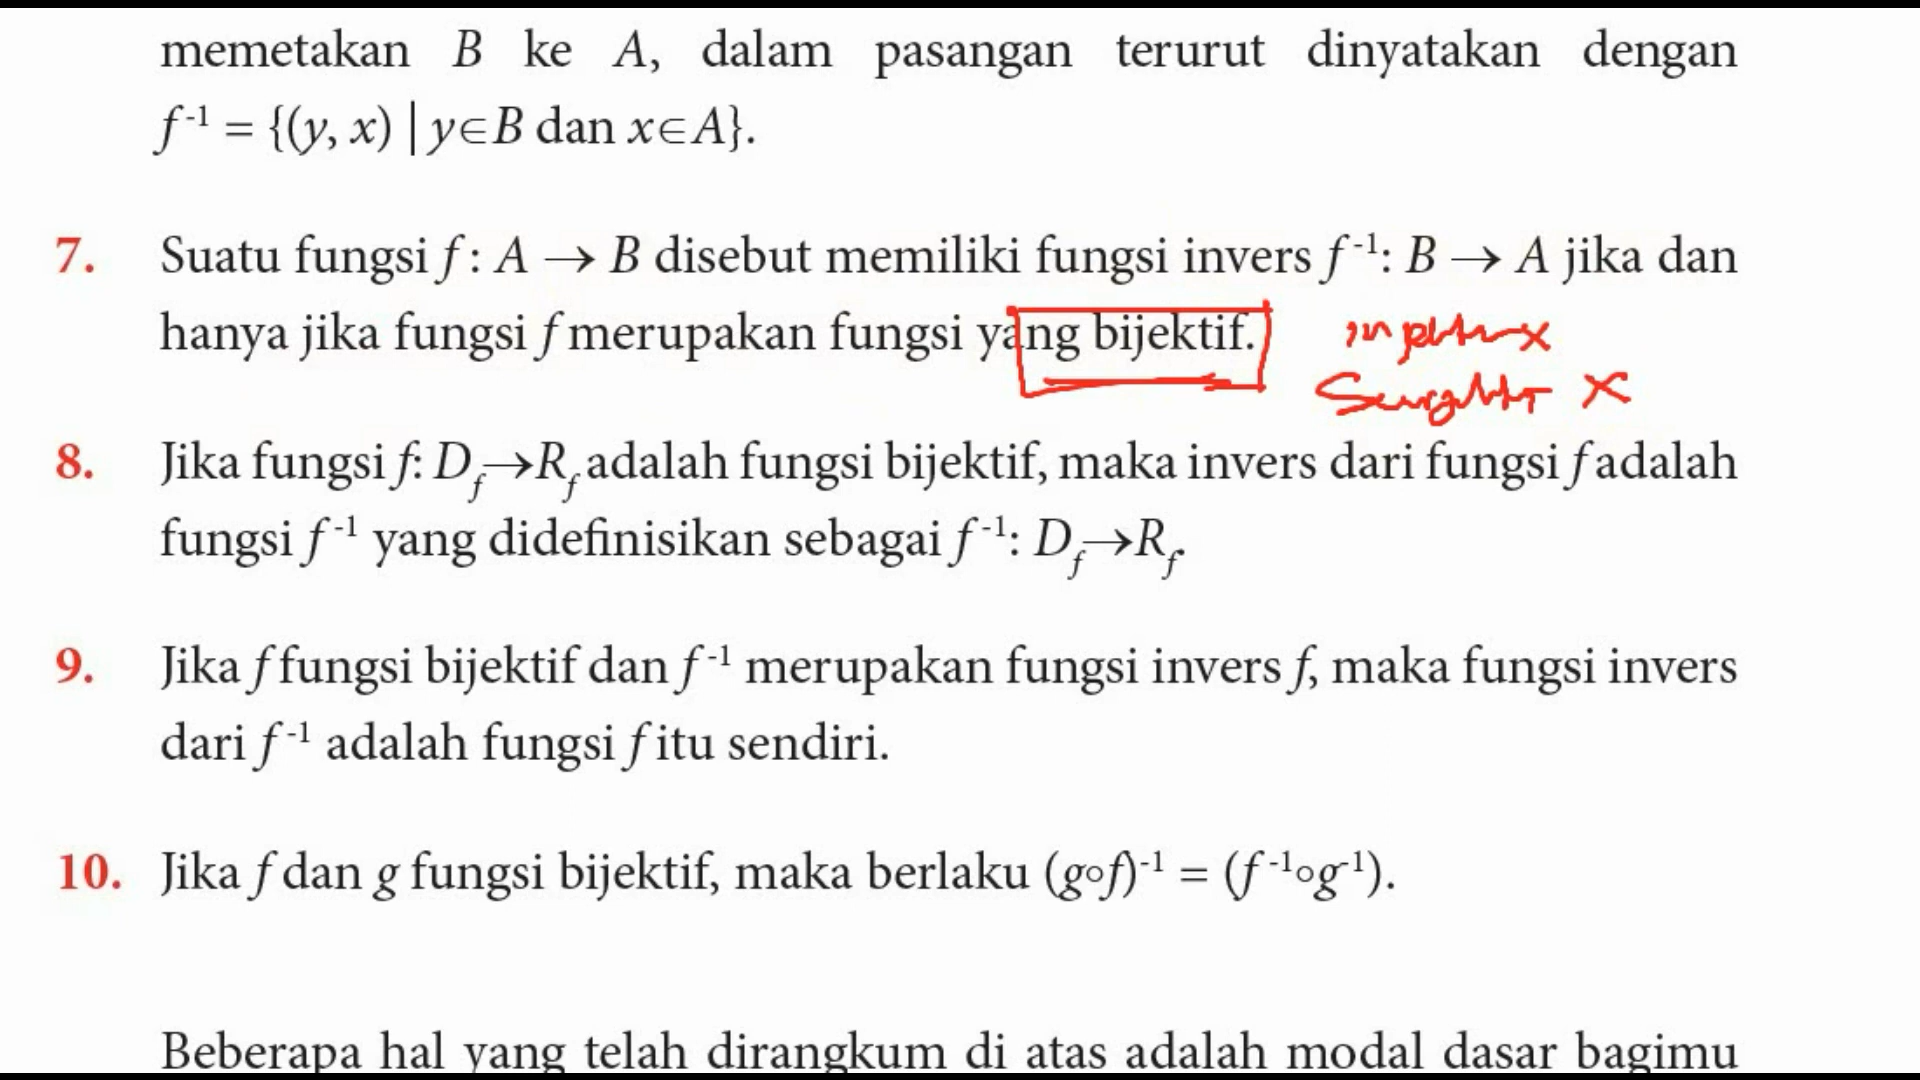 memetakan B ke A, dalam pasangan terurut dinyatakan dengan
f⁻¹ = {(y, x) | y∈B dan x∈A}.
7. Suatu fungsi f : A → B disebut memiliki fungsi invers f⁻¹: B → A jika dan
hanya jika fungsi f merupakan fungsi yang bijektif.
8. Jika fungsi f: D_f→R_f adalah fungsi bijektif, maka invers dari fungsi f adalah
fungsi f⁻¹ yang didefinisikan sebagai f⁻¹: D_f→R_f.
9. Jika f fungsi bijektif dan f⁻¹ merupakan fungsi invers f, maka fungsi invers
dari f⁻¹ adalah fungsi f itu sendiri.
10. Jika f dan g fungsi bijektif, maka berlaku (g∘f)⁻¹ = (f⁻¹∘g⁻¹).
Beberapa hal yang telah dirangkum di atas adalah modal dasar bagimu